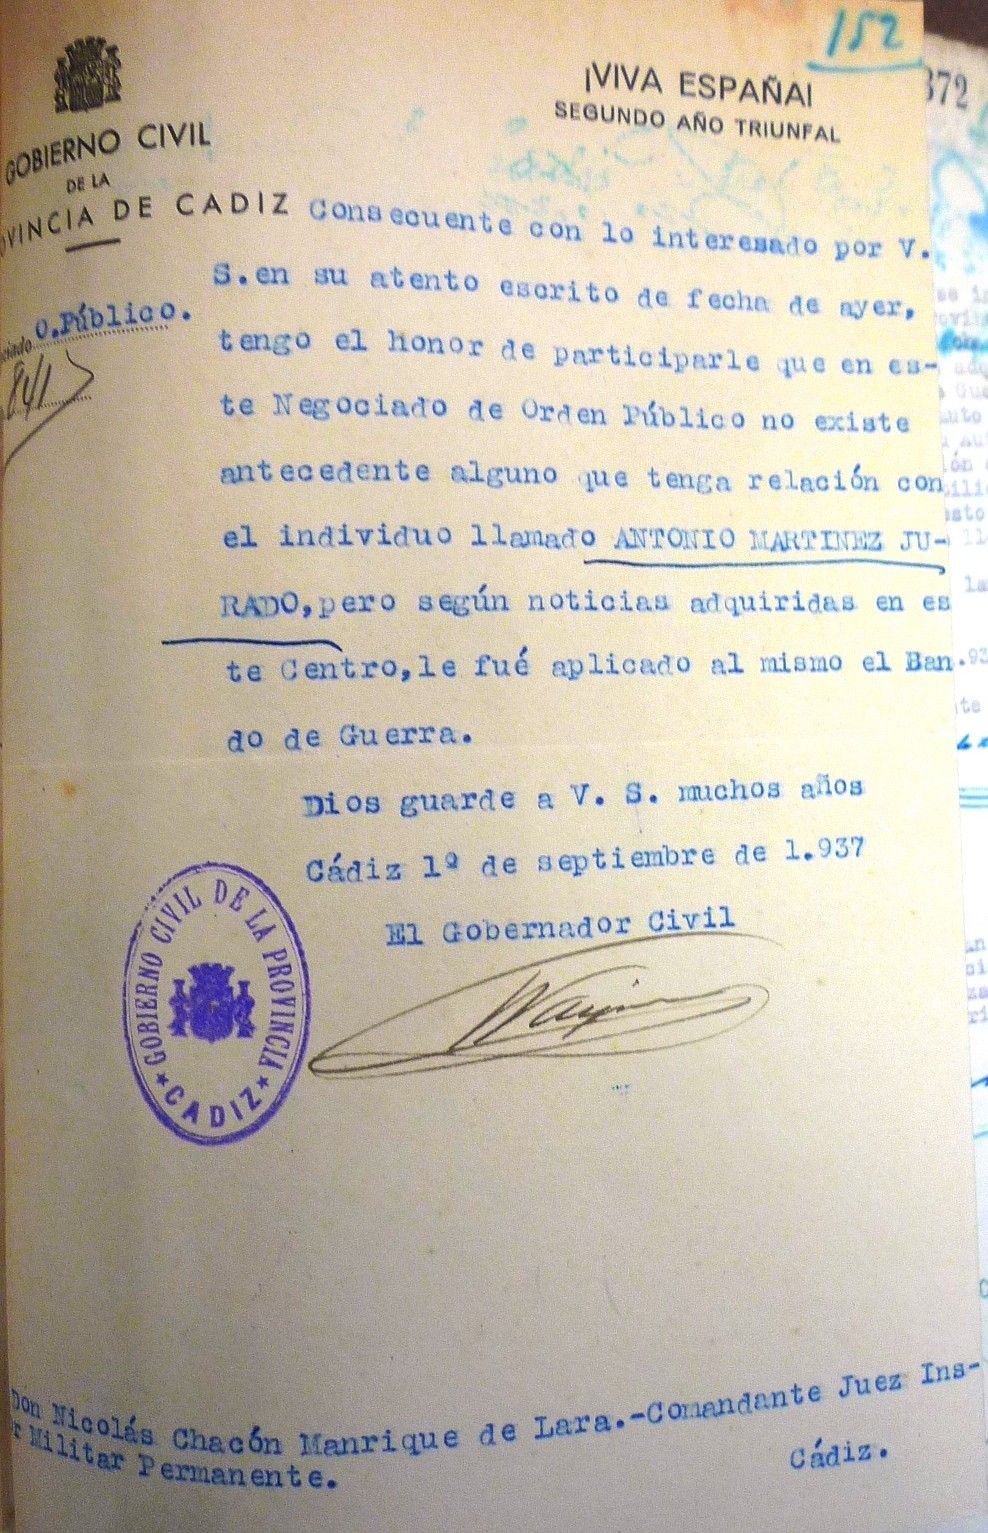 152
372
¡VIVA ESPAÑA!
SEGUNDO AÑO TRIUNFAL
GOBIERNO CIVIL
DE LA
OVINCIA DE CADIZ
ciado O.Público.
841
Consecuente con lo interesado por V.
S.en su atento escrito de fecha de ayer,
tengo el honor de participarle que en es-
te Negociado de Orden Público no existe
antecedente alguno que tenga relación con
el individuo llamado ANTONIO MARTINEZ JU-
RADO,pero según noticias adquiridas en es
te Centro,le fué aplicado al mismo el Ban
do de Guerra.
Dios guarde a V. S. muchos años
Cádiz 1º de septiembre de 1.937
El Gobernador Civil
GOBIERNO CIVIL DE LA PROVINCIA
★ CADIZ ★
Don Nicolás Chacón Manrique de Lara.-Comandante Juez Ins-
r Militar Permanente.
Cádiz.